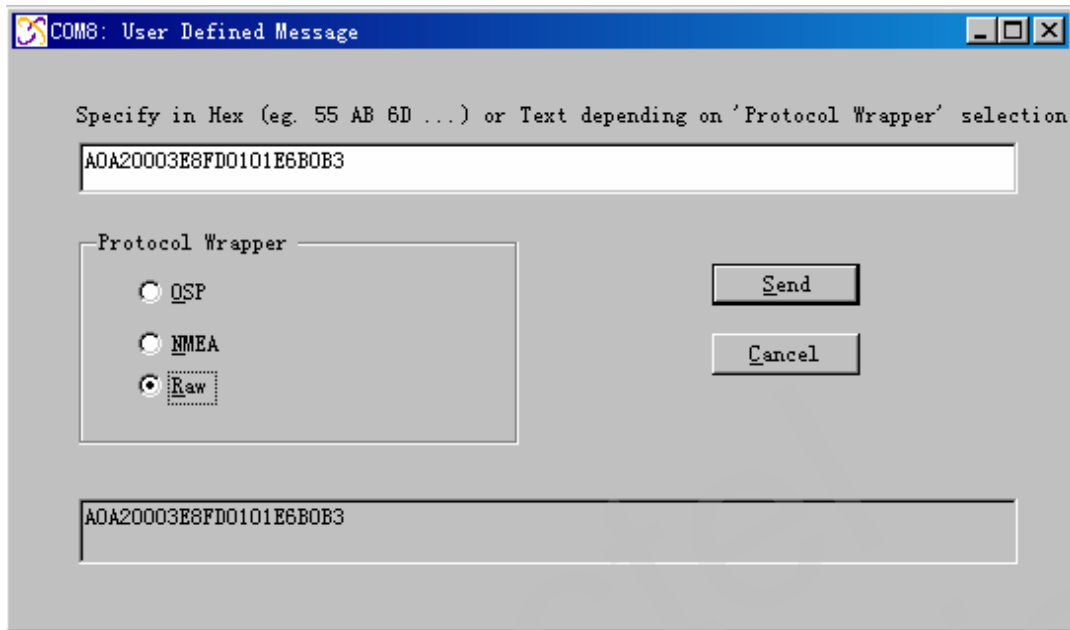 COM8: User Defined Message
Specify in Hex (eg. 55 AB 6D ...) or Text depending on 'Protocol Wrapper' selection
A0A20003E8FD0101E6B0B3
Protocol Wrapper
OSP
NMEA
Raw
Send
Cancel
A0A20003E8FD0101E6B0B3